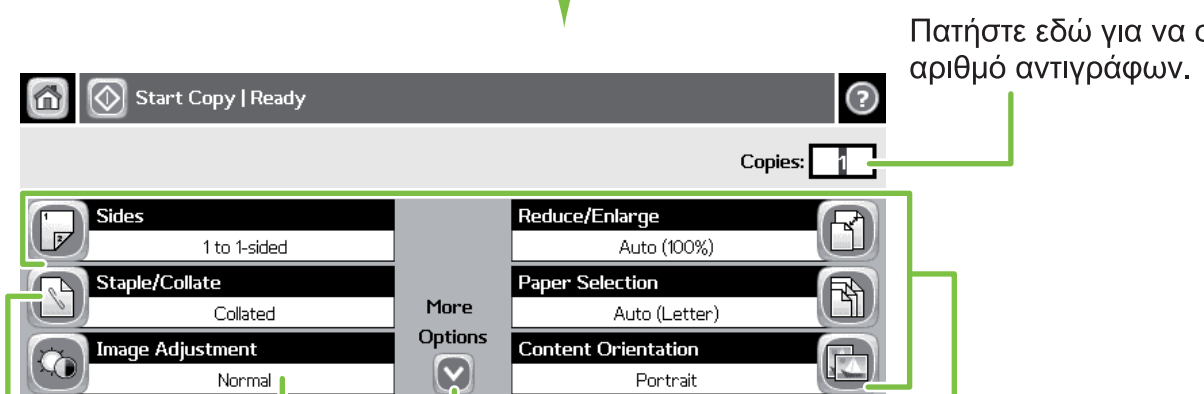 Πατήστε εδώ για να
αριθμό αντιγράφων.
Start Copy | Ready
?
Copies: 1
Sides
1 to 1-sided
Reduce/Enlarge
Auto (100%)
Staple/Collate
Collated
Paper Selection
Auto (Letter)
More
Options
Image Adjustment
Normal
Content Orientation
Portrait